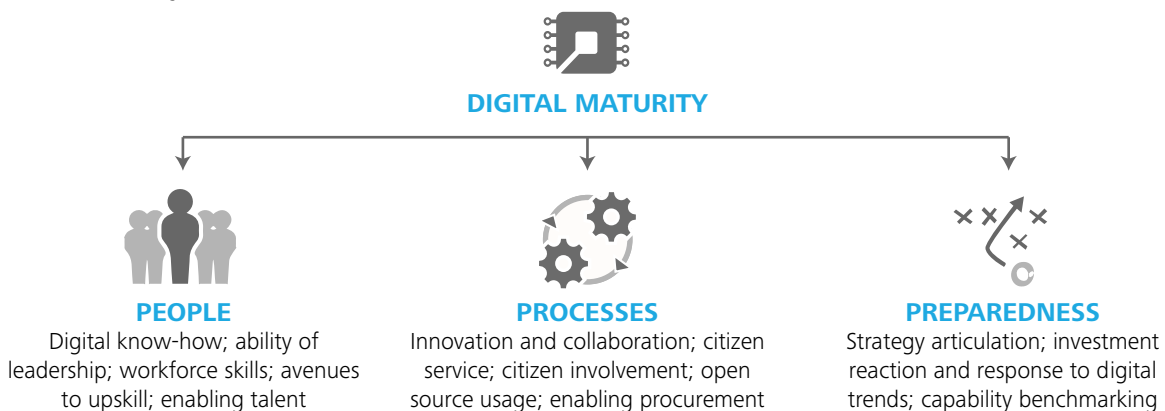 DIGITAL MATURITY
PEOPLE
Digital know-how; ability of
leadership; workforce skills; avenues
to upskill; enabling talent
PROCESSES
Innovation and collaboration; citizen
service; citizen involvement; open
source usage; enabling procurement
PREPAREDNESS
Strategy articulation; investment
reaction and response to digital
trends; capability benchmarking